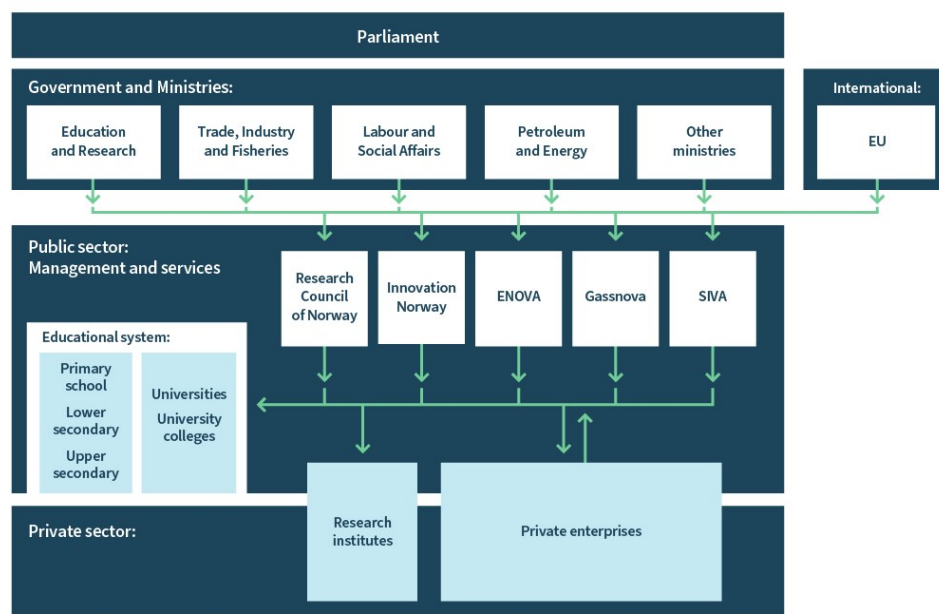 Parliament
Government and Ministries:
International:
Education
and Research
Trade, Industry
and Fisheries
Labour and
Social Affairs
Petroleum
and Energy
Other
ministries
EU
Public sector:
Management and services
Research
Council
of Norway
Innovation
Norway
ENOVA
Gassnova
SIVA
Educational system:
Primary
school
Lower
secondary
Upper
secondary
Universities
University
colleges
Private sector:
Research
institutes
Private enterprises